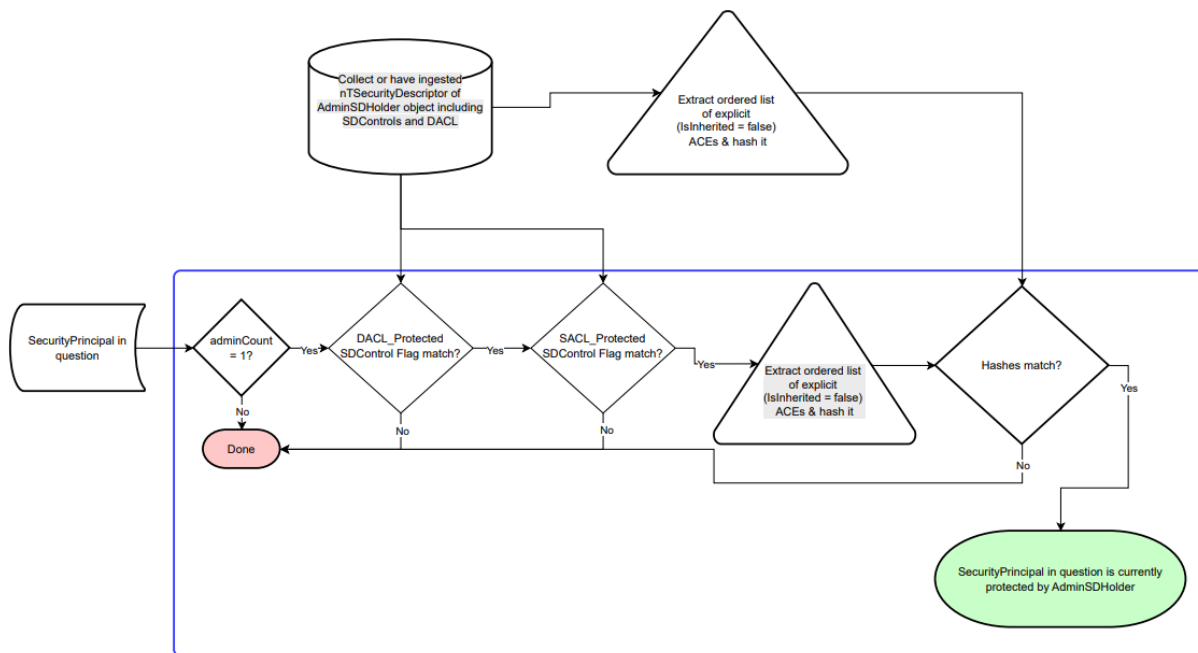 Collect or have ingested
nTSecurityDescriptor of
AdminSDHolder object including
SDControls and DACL
Extract ordered list
of explicit
(IsInherited = false)
ACEs & hash it
SecurityPrincipal in
question
adminCount
= 1?
Yes
DACL_Protected
SDControl Flag match?
Yes
SACL_Protected
SDControl Flag match?
Yes
Extract ordered list
of explicit
(IsInherited = false)
ACEs & hash it
Hashes match?
Yes
No
No
No
No
Done
SecurityPrincipal in question is currently
protected by AdminSDHolder